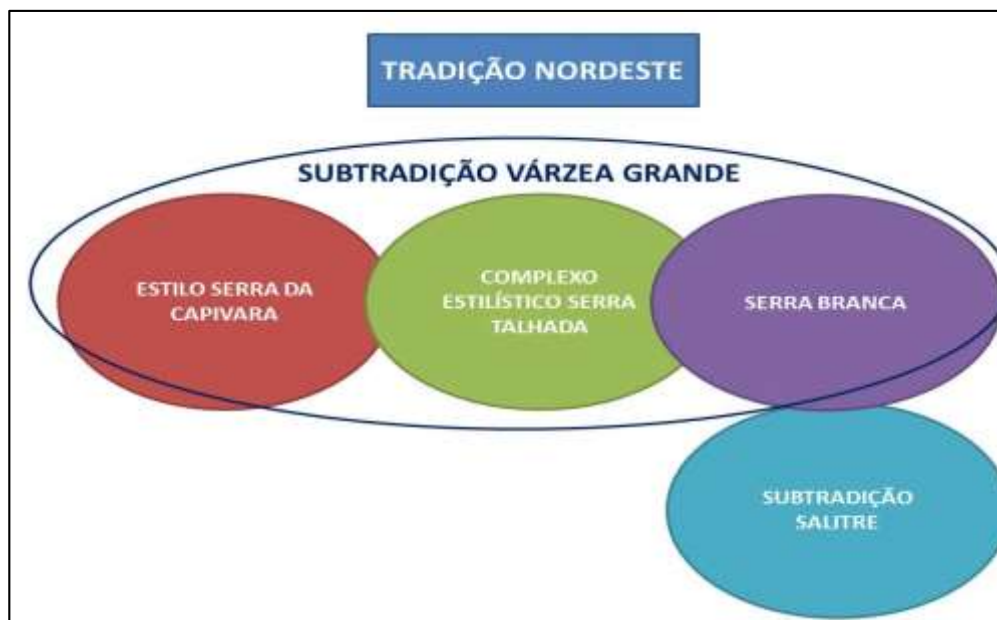 TRADIÇÃO NORDESTE
SUBTRADIÇÃO VÁRZEA GRANDE
ESTILO SERRA DA
CAPIVARA
COMPLEXO
ESTILÍSTICO SERRA
TALHADA
SERRA BRANCA
SUBTRADIÇÃO
SALITRE